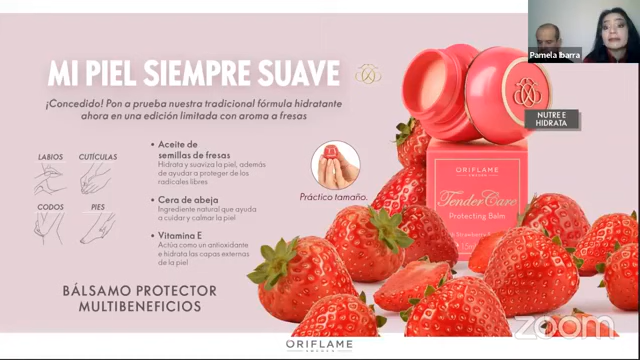 MI PIEL SIEMPRE SUAVE
¡Concedido! Pon a prueba nuestra tradicional fórmula hidratante
ahora en una edición limitada con aroma a fresas
LABIOS
CUTÍCULAS
CODOS
PIES
• Aceite de
semillas de fresas
Hidrata y suaviza la piel, además
de ayudar a proteger de los
radicales libres
• Cera de abeja
Ingrediente natural que ayuda
a cuidar y calmar la piel
• Vitamina E
Actúa como un antioxidante
e hidrata las capas externas
de la piel
Práctico tamaño.
BÁLSAMO PROTECTOR
MULTIBENEFICIOS
NUTRE E
HIDRATA
ORIFLAME
SWEDEN
Tender Care
Protecting Balm
Pamela Ibarra
ORIFLAME
SWEDEN
zoom